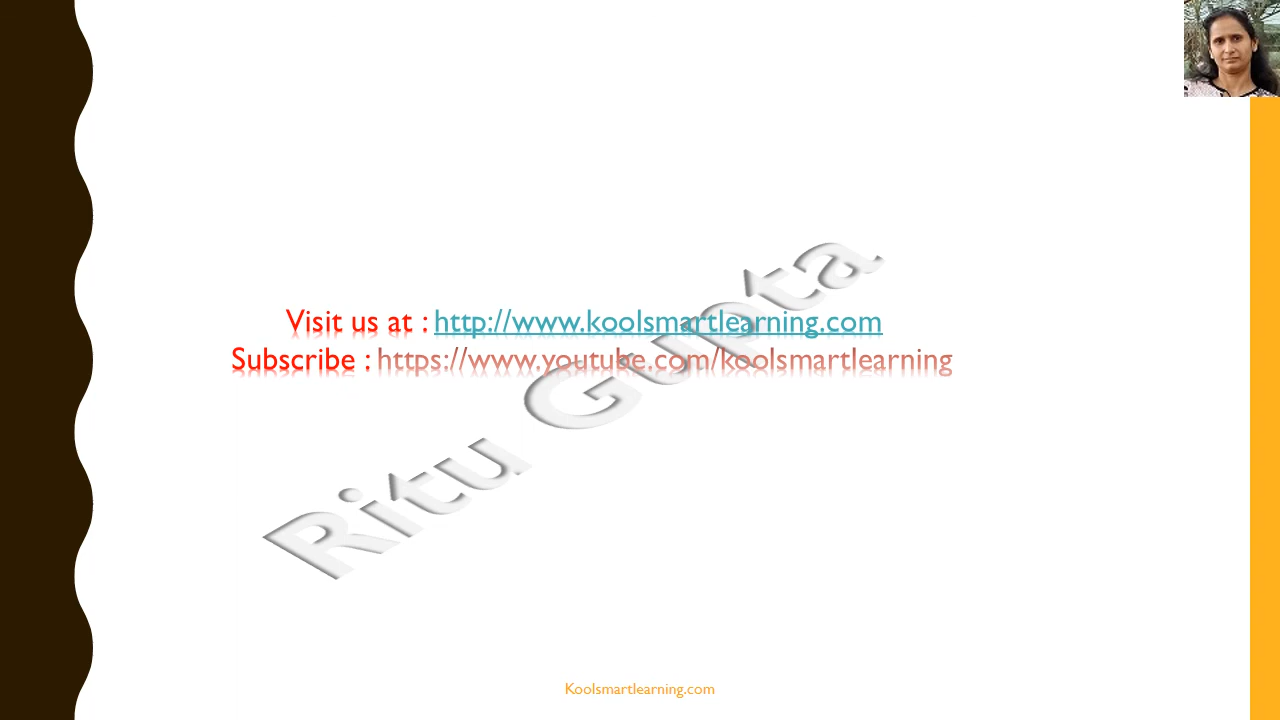 Visit us at : http://www.koolsmartlearning.com
Subscribe : https://www.youtube.com/koolsmartlearning
Ritu Gupta
Koolsmartlearning.com